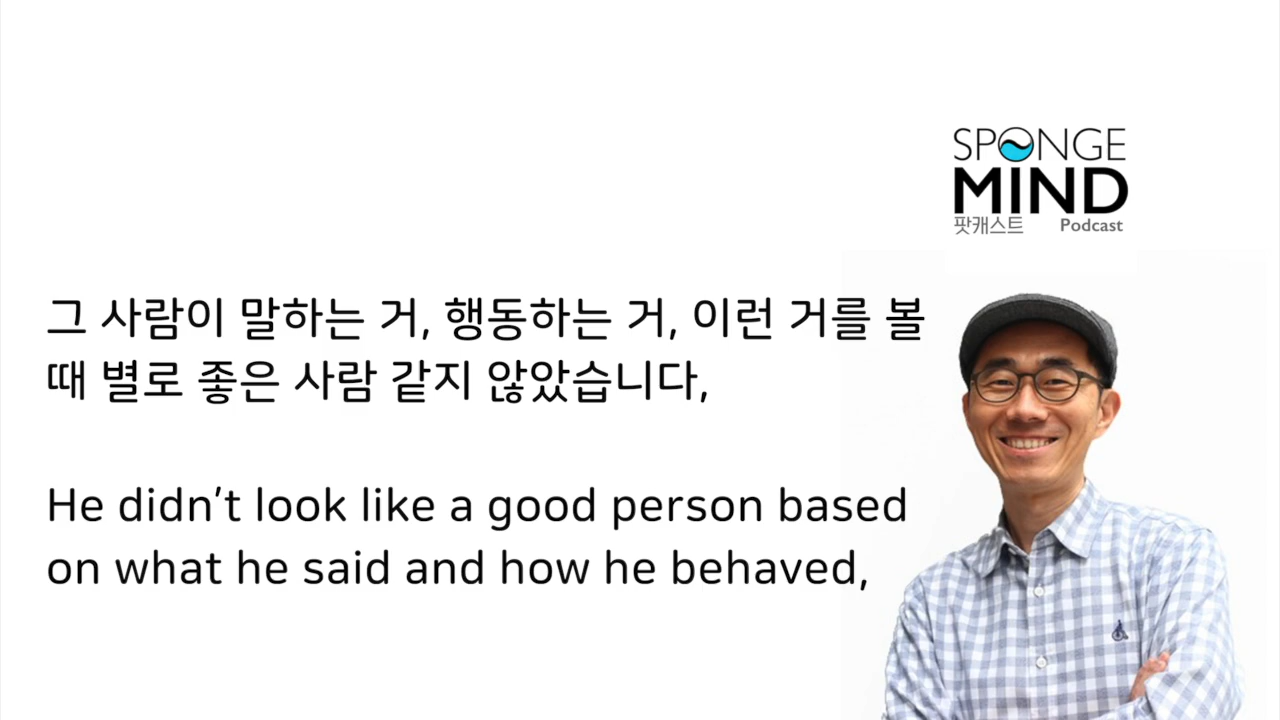 SPONGE
MIND
팟캐스트 Podcast
그 사람이 말하는 거, 행동하는 거, 이런 거를 볼
때 별로 좋은 사람 같지 않았습니다,
He didn't look like a good person based
on what he said and how he behaved,